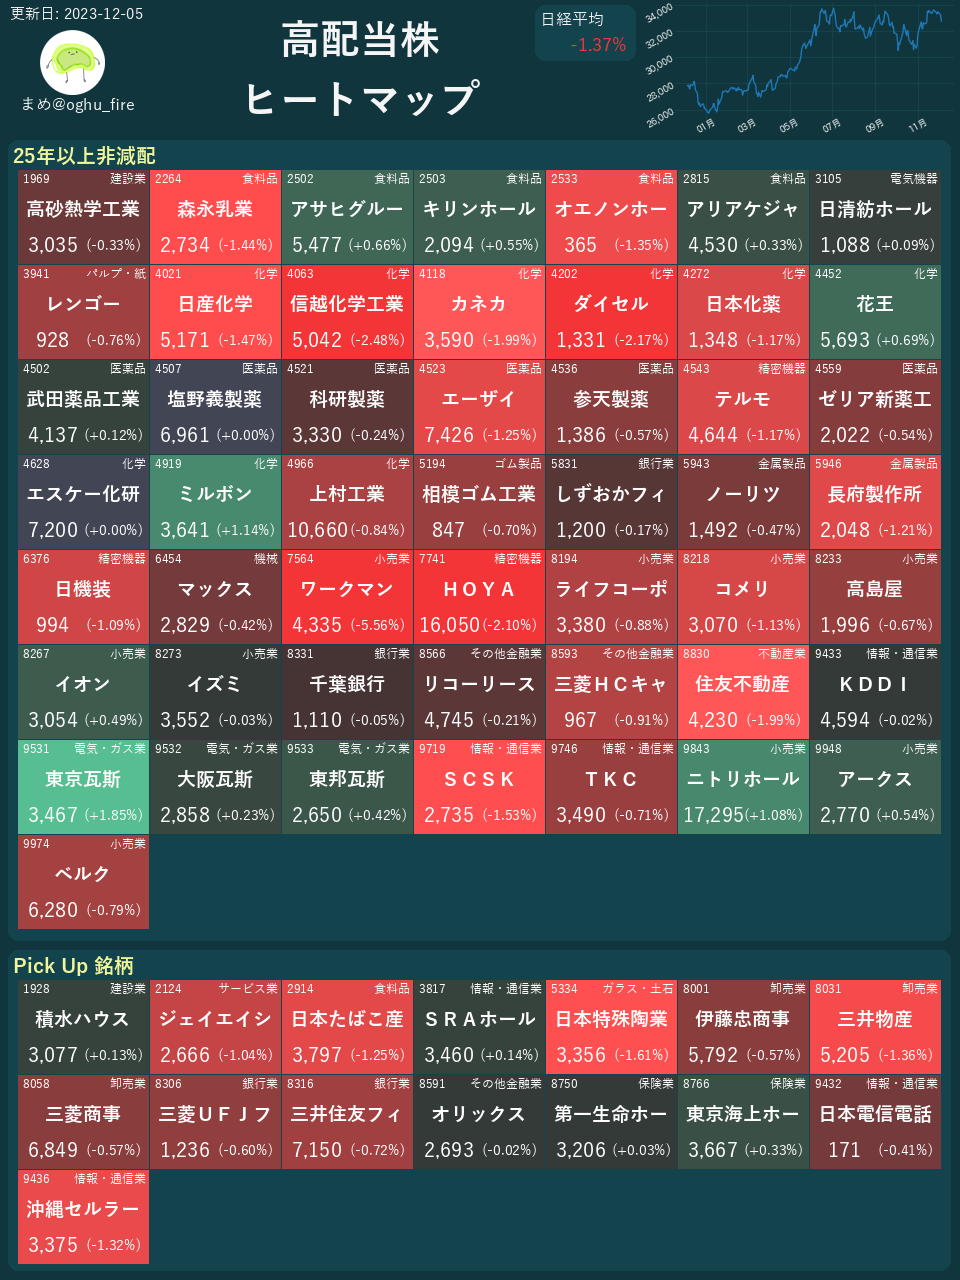 更新日: 2023-12-05
まめ@oghu_fire
高配当株
ヒートマップ
日経平均
-1.37%
34,000
32,000
30,000
28,000
26,000
01月 03月 05月 07月 09月 11月
25年以上非減配
1969 建設業 2264 食料品 2502 食料品 2503 食料品 2533 食料品 2815 食料品 3105 電気機器
高砂熱学工業 森永乳業 アサヒグルー キリンホール オエノンホー アリアケジャ 日清紡ホール
3,035 (-0.33%) 2,734 (-1.44%) 5,477 (+0.66%) 2,094 (+0.55%) 365 (-1.35%) 4,530 (+0.33%) 1,088 (+0.09%)
3941 パルプ・紙 4021 化学 4063 化学 4118 化学 4202 化学 4272 化学 4452 化学
レンゴー 日産化学 信越化学工業 カネカ ダイセル 日本化薬 花王
928 (-0.76%) 5,171 (-1.47%) 5,042 (-2.48%) 3,590 (-1.99%) 1,331 (-2.17%) 1,348 (-1.17%) 5,693 (+0.69%)
4502 医薬品 4507 医薬品 4521 医薬品 4523 医薬品 4536 医薬品 4543 精密機器 4559 医薬品
武田薬品工業 塩野義製薬 科研製薬 エーザイ 参天製薬 テルモ ゼリア新薬工
4,137 (+0.12%) 6,961 (+0.00%) 3,330 (-0.24%) 7,426 (-1.25%) 1,386 (-0.57%) 4,644 (-1.17%) 2,022 (-0.54%)
4628 化学 4919 化学 4966 化学 5194 ゴム製品 5831 銀行業 5943 金属製品 5946 金属製品
エスケー化研 ミルボン 上村工業 相模ゴム工業 しずおかフィ ノーリツ 長府製作所
7,200 (+0.00%) 3,641 (+1.14%) 10,660 (-0.84%) 847 (-0.70%) 1,200 (-0.17%) 1,492 (-0.47%) 2,048 (-1.21%)
6376 精密機器 6454 機械 7564 小売業 7741 精密機器 8194 小売業 8218 小売業 8233 小売業
日機装 マックス ワークマン ＨＯＹＡ ライフコーポ コメリ 高島屋
994 (-1.09%) 2,829 (-0.42%) 4,335 (-5.56%) 16,050 (-2.10%) 3,380 (-0.88%) 3,070 (-1.13%) 1,996 (-0.67%)
8267 小売業 8273 小売業 8331 銀行業 8566 その他金融業 8593 その他金融業 8830 不動産業 9433 情報・通信業
イオン イズミ 千葉銀行 リコーリース 三菱ＨＣキャ 住友不動産 ＫＤＤＩ
3,054 (+0.49%) 3,552 (-0.03%) 1,110 (-0.05%) 4,745 (-0.21%) 967 (-0.91%) 4,230 (-1.99%) 4,594 (-0.02%)
9531 電気・ガス業 9532 電気・ガス業 9533 電気・ガス業 9719 情報・通信業 9746 情報・通信業 9843 小売業 9948 小売業
東京瓦斯 大阪瓦斯 東邦瓦斯 ＳＣＳＫ ＴＫＣ ニトリホール アークス
3,467 (+1.85%) 2,858 (+0.23%) 2,650 (+0.42%) 2,735 (-1.53%) 3,490 (-0.71%) 17,295 (+1.08%) 2,770 (+0.54%)
9974 小売業
ベルク
6,280 (-0.79%)
Pick Up 銘柄
1928 建設業 2124 サービス業 2914 食料品 3817 情報・通信業 5334 ガラス・土石 8001 卸売業 8031 卸売業
積水ハウス ジェイエイシ 日本たばこ産 ＳＲＡホール 日本特殊陶業 伊藤忠商事 三井物産
3,077 (+0.13%) 2,666 (-1.04%) 3,797 (-1.25%) 3,460 (+0.14%) 3,356 (-1.61%) 5,792 (-0.57%) 5,205 (-1.36%)
8058 卸売業 8306 銀行業 8316 銀行業 8591 その他金融業 8750 保険業 8766 保険業 9432 情報・通信業
三菱商事 三菱ＵＦＪフ 三井住友フィ オリックス 第一生命ホー 東京海上ホー 日本電信電話
6,849 (-0.57%) 1,236 (-0.60%) 7,150 (-0.72%) 2,693 (-0.02%) 3,206 (+0.03%) 3,667 (+0.33%) 171 (-0.41%)
9436 情報・通信業
沖縄セルラー
3,375 (-1.32%)